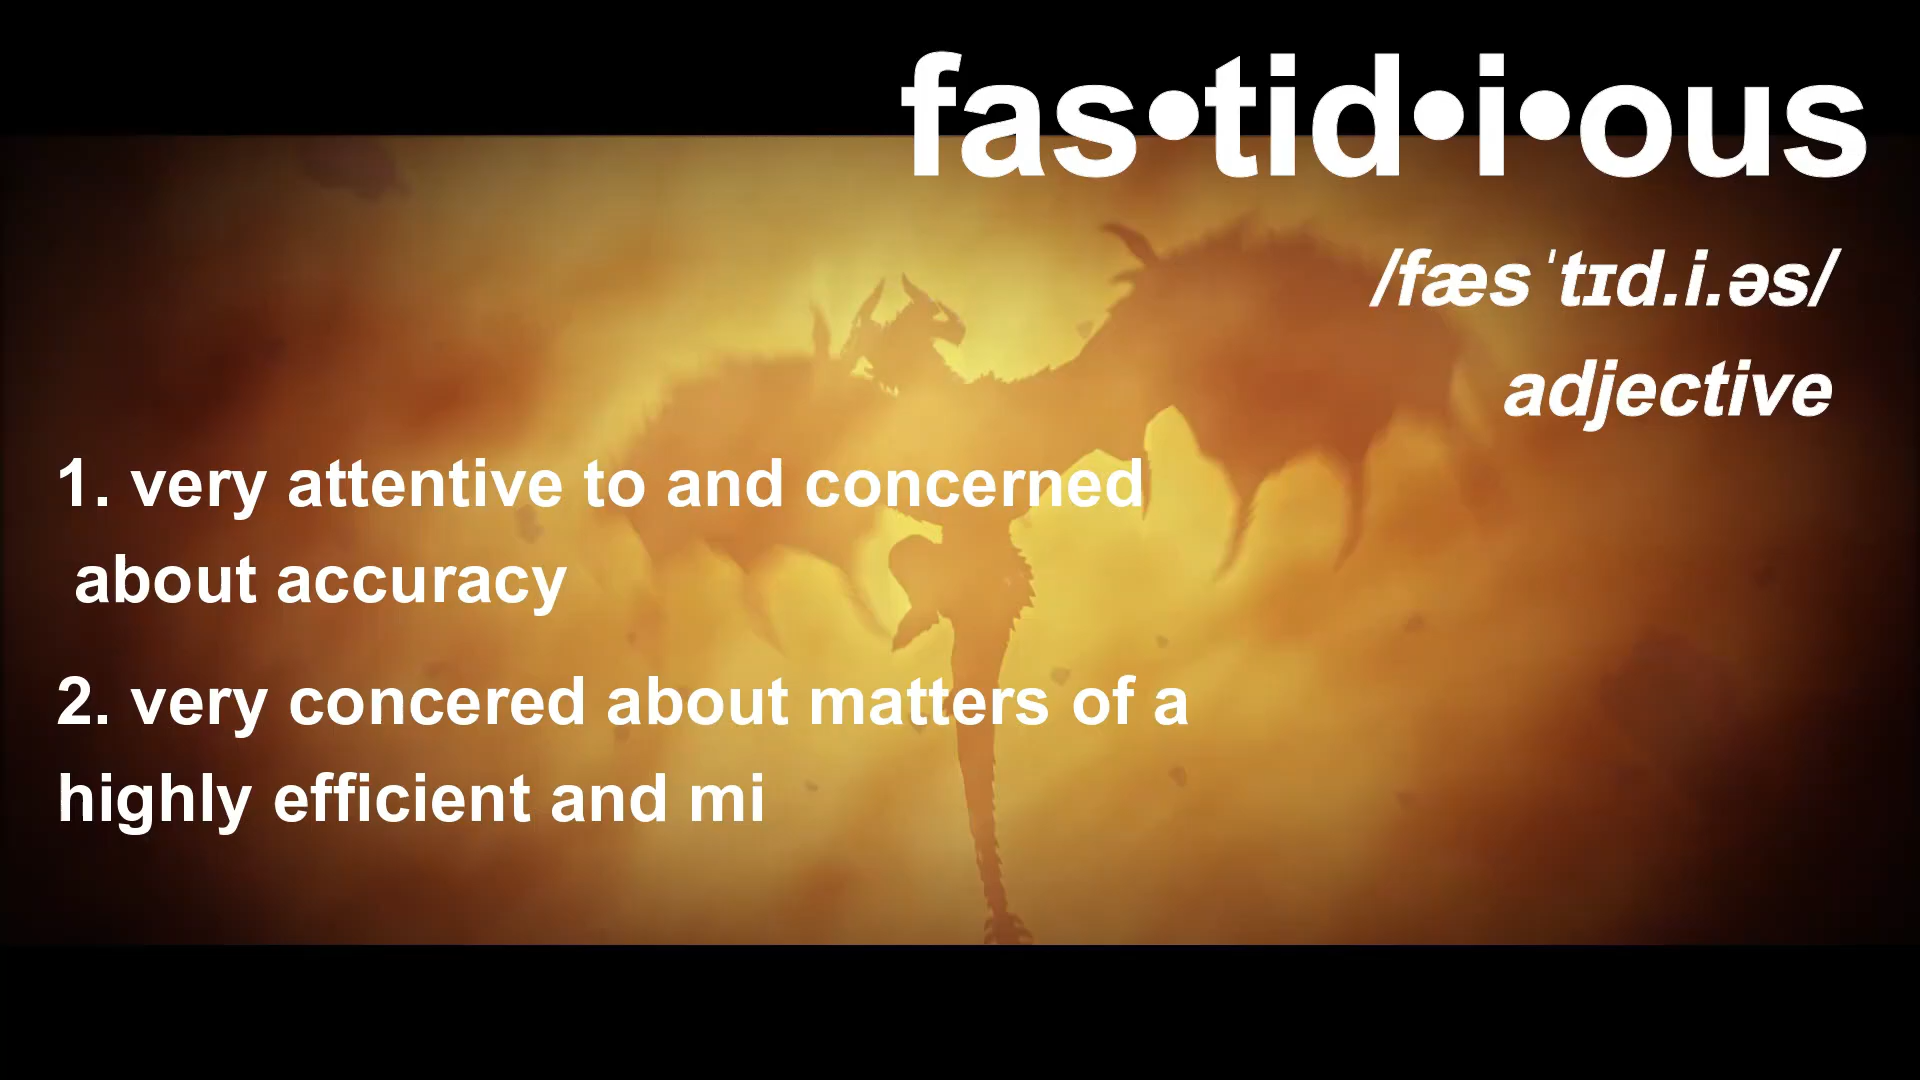 fas•tid•i•ous
/fæsˈtɪd.i.əs/
adjective
1. very attentive to and concerned
about accuracy
2. very concered about matters of a
highly efficient and mi